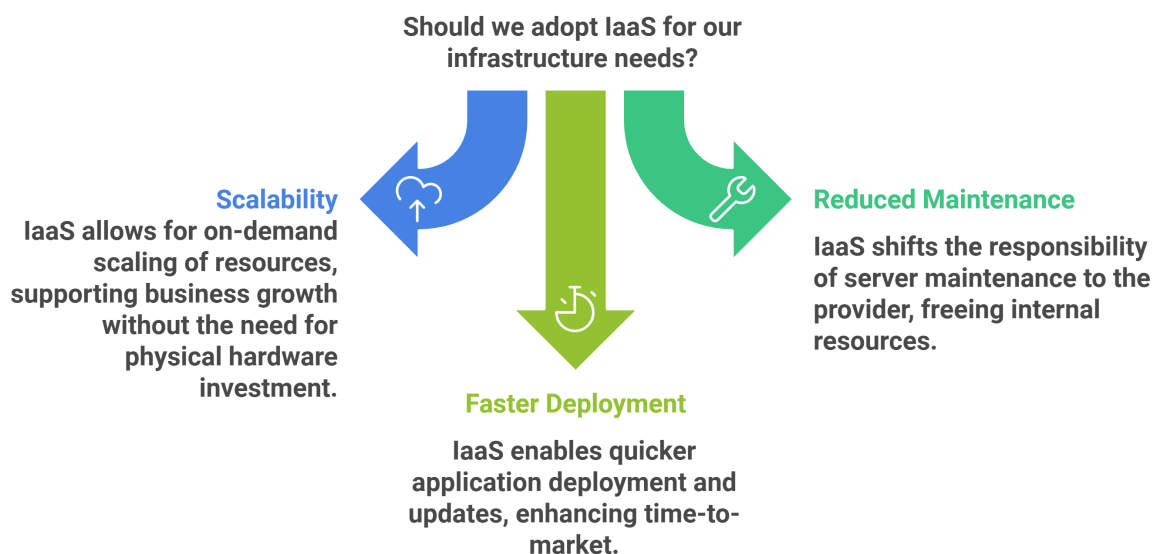 Should we adopt IaaS for our
infrastructure needs?
Scalability
IaaS allows for on-demand
scaling of resources,
supporting business growth
without the need for
physical hardware
investment.
Faster Deployment
IaaS enables quicker
application deployment and
updates, enhancing time-to-
market.
Reduced Maintenance
IaaS shifts the responsibility
of server maintenance to the
provider, freeing internal
resources.